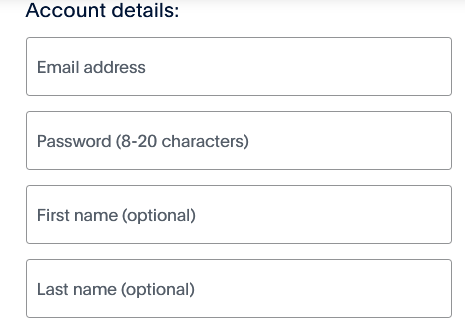 Account details:
Email address
Password (8-20 characters)
First name (optional)
Last name (optional)